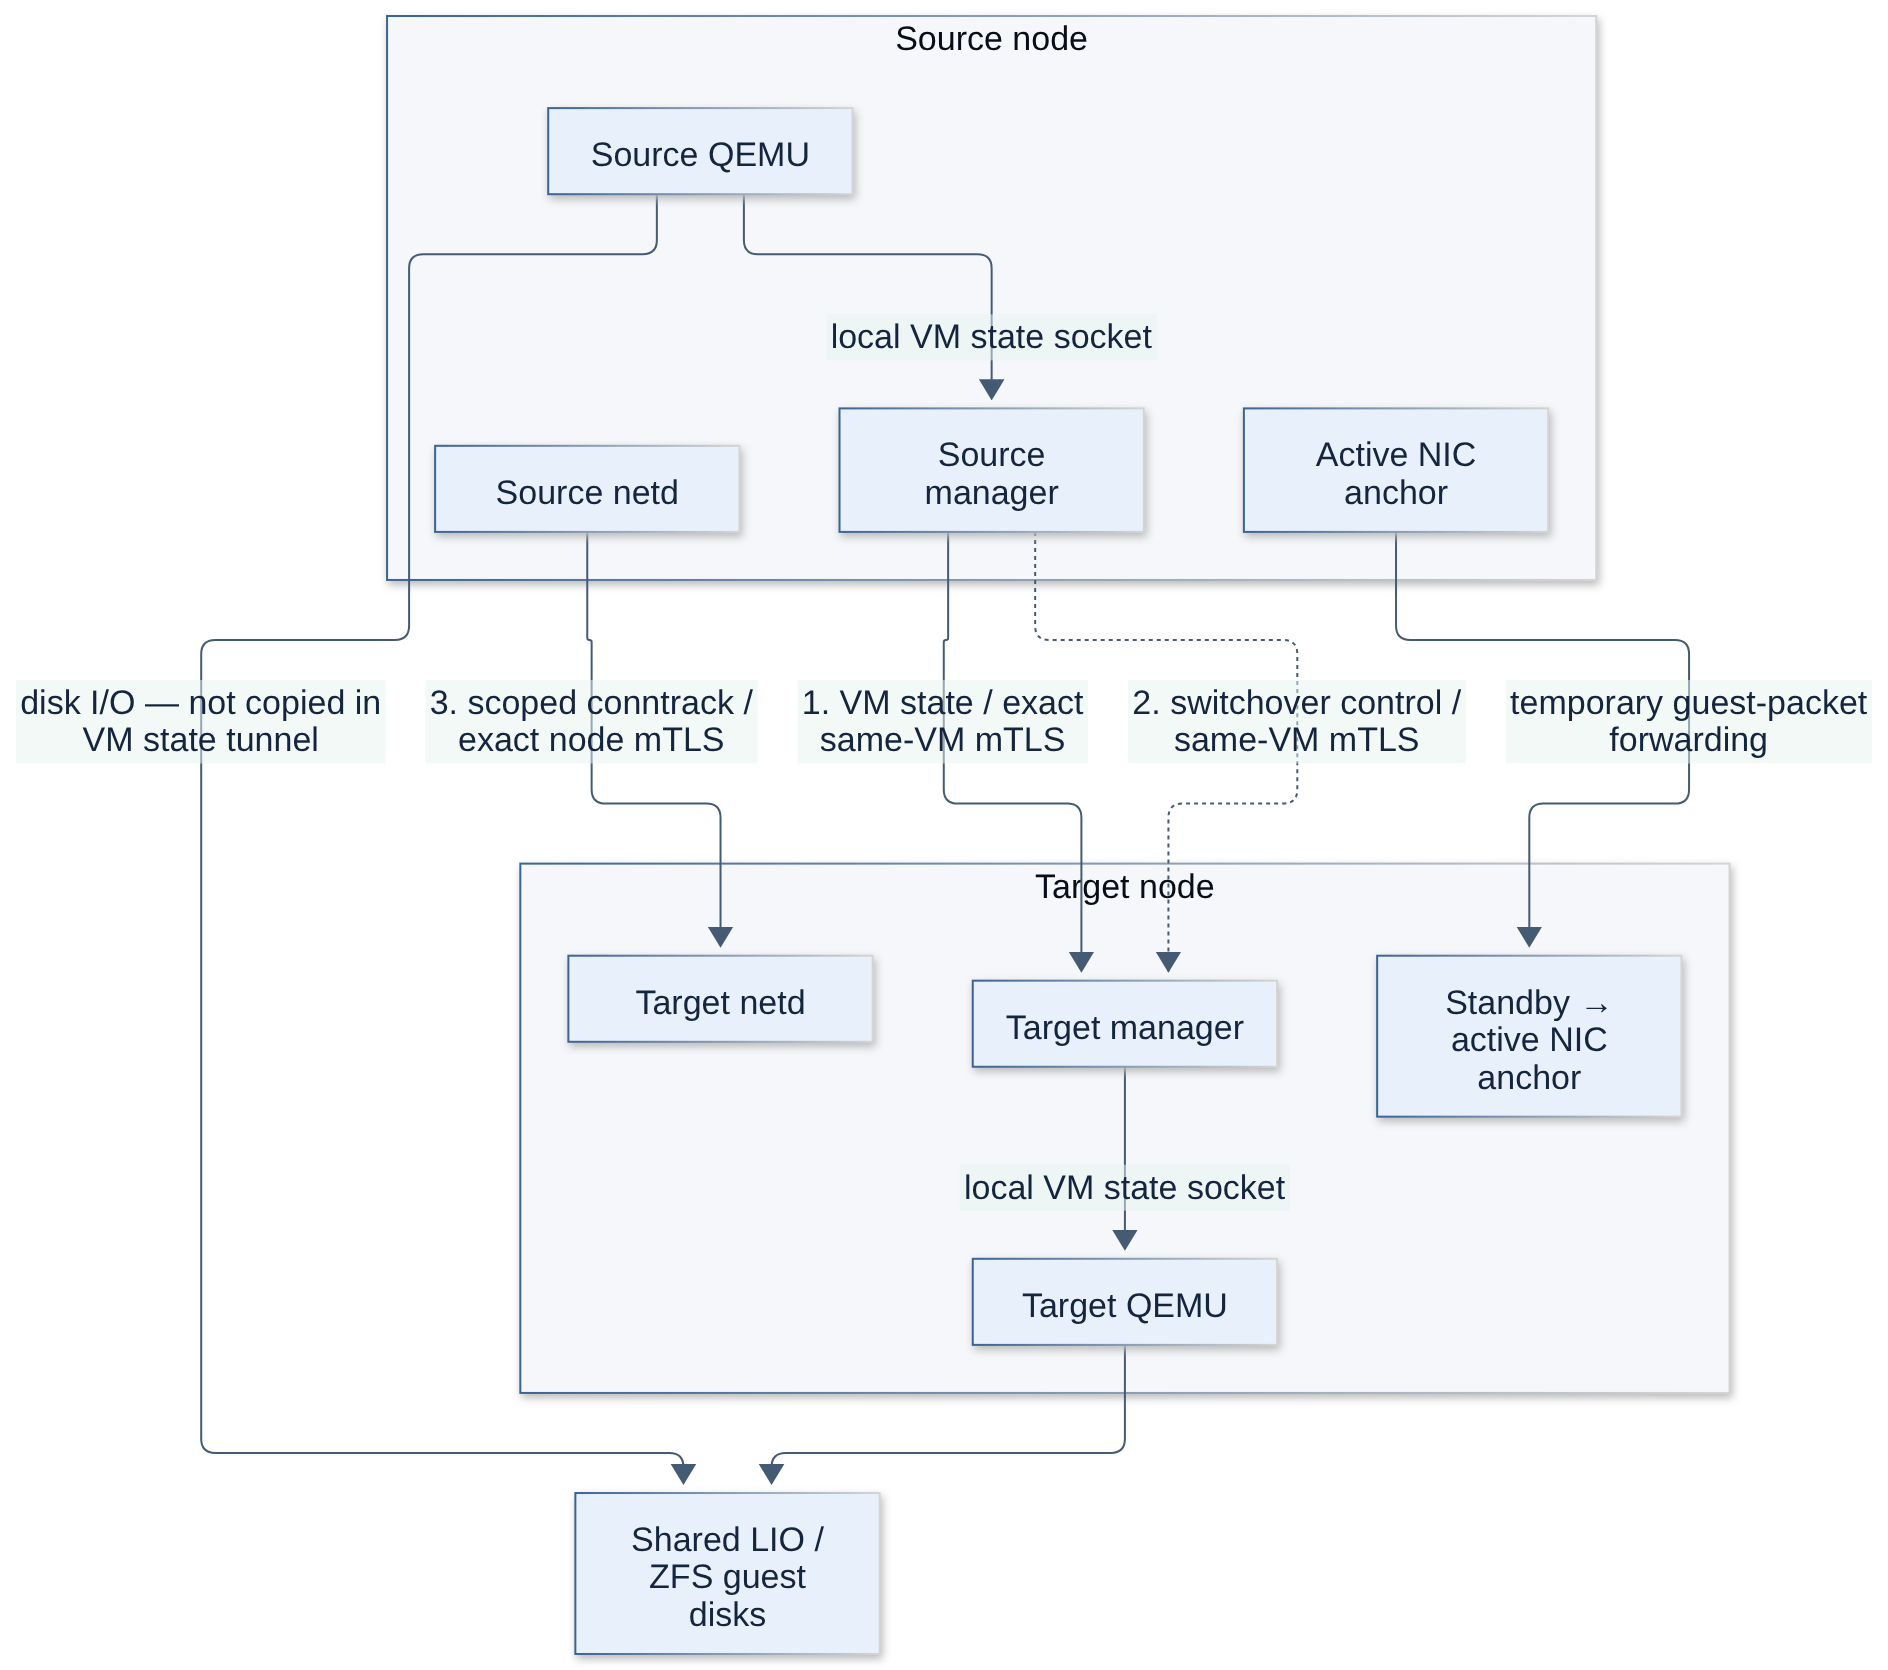 Source node
Source QEMU
local VM state socket
Source netd
Source
manager
Active NIC
anchor
disk I/O — not copied in
VM state tunnel
3. scoped conntrack /
exact node mTLS
1. VM state / exact
same-VM mTLS
2. switchover control /
same-VM mTLS
temporary guest-packet
forwarding
Target node
Target netd
Target manager
Standby →
active NIC
anchor
local VM state socket
Target QEMU
Shared LIO /
ZFS guest
disks